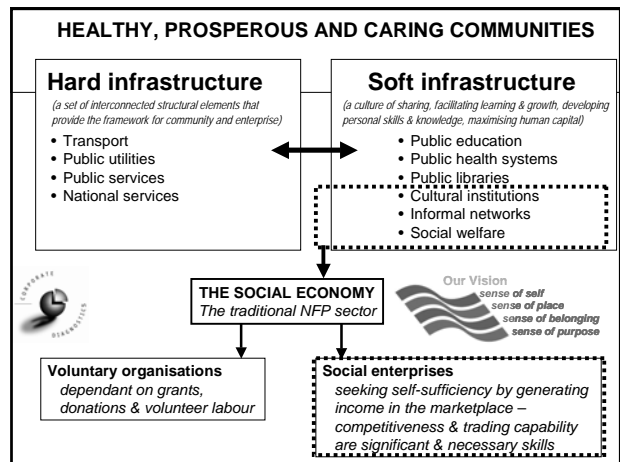 HEALTHY, PROSPEROUS AND CARING COMMUNITIES
Hard infrastructure
(a set of interconnected structural elements that
provide the framework for community and enterprise)
• Transport
• Public utilities
• Public services
• National services
Soft infrastructure
(a culture of sharing, facilitating learning & growth, developing
personal skills & knowledge, maximising human capital)
• Public education
• Public health systems
• Public libraries
• Cultural institutions
• Informal networks
• Social welfare
CORPORATE
DIAGNOSTICS
THE SOCIAL ECONOMY
The traditional NFP sector
Our Vision
sense of self
sense of place
sense of belonging
sense of purpose
Voluntary organisations
dependant on grants,
donations & volunteer labour
Social enterprises
seeking self-sufficiency by generating
income in the marketplace –
competitiveness & trading capability
are significant & necessary skills